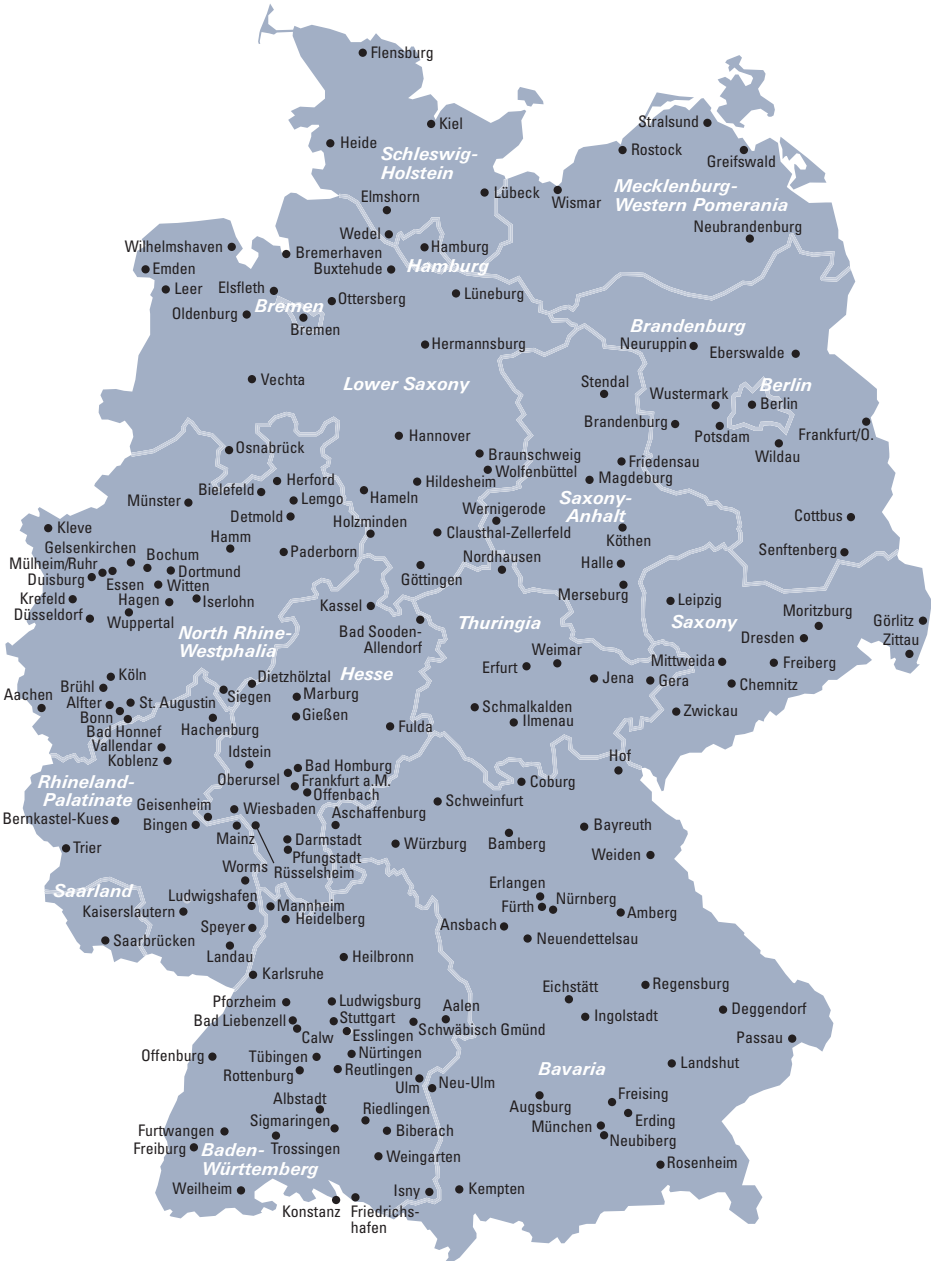 Flensburg
Kiel
Stralsund
Heide
Rostock
Greifswald
Schleswig-
Holstein
Mecklenburg-
Western Pomerania
Elmshorn
Lübeck
Wismar
Neubrandenburg
Wedel
Wilhelmshaven
Bremerhaven
Hamburg
Hamburg
Emden
Buxtehude
Leer
Elsfleth
Ottersberg
Lüneburg
Bremen
Oldenburg
Bremen
Brandenburg
Hermannsburg
Neuruppin
Eberswalde
Vechta
Lower Saxony
Stendal
Berlin
Wustermark
Berlin
Brandenburg
Potsdam
Frankfurt/O.
Hannover
Wildau
Osnabrück
Braunschweig
Friedensau
Wolfenbüttel
Herford
Hildesheim
Magdeburg
Bielefeld
Lemgo
Hameln
Münster
Saxony-
Anhalt
Wernigerode
Detmold
Holzminden
Cottbus
Kleve
Clausthal-Zellerfeld
Köthen
Hamm
Gelsenkirchen
Bochum
Paderborn
Nordhausen
Senftenberg
Mülheim/Ruhr
Dortmund
Göttingen
Halle
Duisburg
Essen
Witten
Merseburg
Krefeld
Hagen
Iserlohn
Kassel
Leipzig
Moritzburg
Düsseldorf
Wuppertal
Görlitz
North Rhine-
Westphalia
Bad Sooden-
Allendorf
Thuringia
Saxony
Dresden
Zittau
Weimar
Mittweida
Freiberg
Erfurt
Köln
Dietzhölztal
Hesse
Jena
Gera
Chemnitz
Brühl
Siegen
Marburg
Aachen
Alfter
St. Augustin
Gießen
Schmalkalden
Zwickau
Bonn
Hachenburg
Ilmenau
Bad Honnef
Fulda
Vallendar
Idstein
Hof
Koblenz
Bad Homburg
Oberursel
Frankfurt a.M.
Coburg
Rhineland-
Palatinate
Offenbach
Geisenheim
Wiesbaden
Schweinfurt
Aschaffenburg
Bernkastel-Kues
Bingen
Mainz
Bayreuth
Darmstadt
Bamberg
Trier
Pfungstadt
Würzburg
Weiden
Rüsselsheim
Worms
Saarland
Ludwigshafen
Erlangen
Kaiserslautern
Mannheim
Fürth
Nürnberg
Heidelberg
Amberg
Speyer
Ansbach
Saarbrücken
Neuendettelsau
Landau
Heilbronn
Karlsruhe
Eichstätt
Regensburg
Pforzheim
Ludwigsburg
Aalen
Deggendorf
Bad Liebenzell
Stuttgart
Ingolstadt
Calw
Esslingen
Schwäbisch Gmünd
Passau
Offenburg
Tübingen
Nürtingen
Rottenburg
Reutlingen
Landshut
Bavaria
Ulm
Neu-Ulm
Albstadt
Augsburg
Freising
Riedlingen
Sigmaringen
Erding
Furtwangen
Biberach
München
Trossingen
Neubiberg
Freiburg
Baden-
Württemberg
Weingarten
Rosenheim
Weilheim
Isny
Kempten
Konstanz
Friedrichs-
hafen